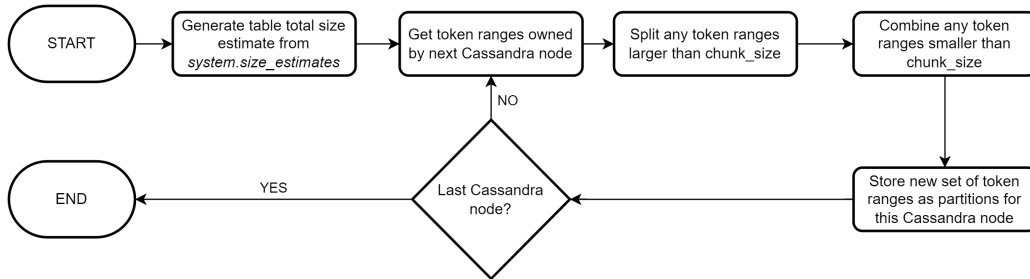 START
Generate table total size
estimate from
system.size_estimates
Get token ranges owned
by next Cassandra node
Split any token ranges
larger than chunk_size
Combine any token
ranges smaller than
chunk_size
Store new set of token
ranges as partitions for
this Cassandra node
Last Cassandra
node?
NO
YES
END